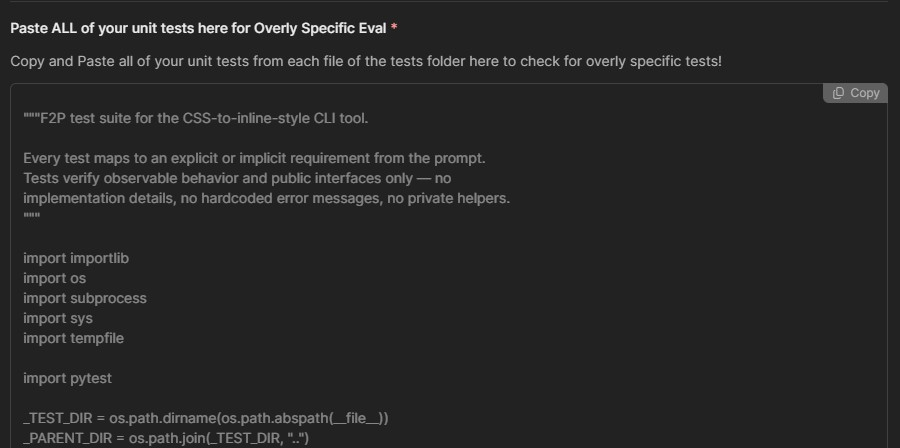 Paste ALL of your unit tests here for Overly Specific Eval *
Copy and Paste all of your unit tests from each file of the tests folder here to check for overly specific tests!
Copy
"""F2P test suite for the CSS-to-inline-style CLI tool.
Every test maps to an explicit or implicit requirement from the prompt.
Tests verify observable behavior and public interfaces only — no
implementation details, no hardcoded error messages, no private helpers.
"""
import importlib
import os
import subprocess
import sys
import tempfile
import pytest
_TEST_DIR = os.path.dirname(os.path.abspath(__file__))
_PARENT_DIR = os.path.join(_TEST_DIR, "..")